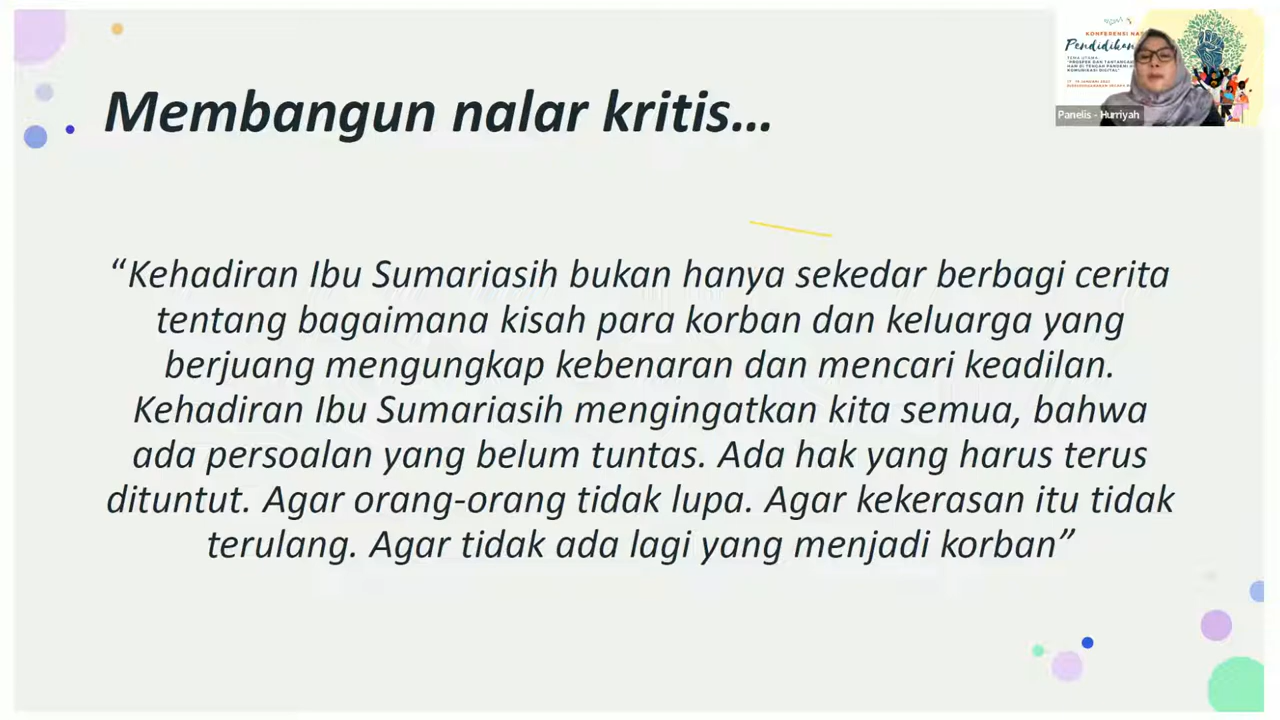 Membangun nalar kritis...
KONFERENSI NAS
Pendidikan
TEMA UTAMA:
Panelis - Hurriyah
“Kehadiran Ibu Sumariasih bukan hanya sekedar berbagi cerita
tentang bagaimana kisah para korban dan keluarga yang
berjuang mengungkap kebenaran dan mencari keadilan.
Kehadiran Ibu Sumariasih mengingatkan kita semua, bahwa
ada persoalan yang belum tuntas. Ada hak yang harus terus
dituntut. Agar orang-orang tidak lupa. Agar kekerasan itu tidak
terulang. Agar tidak ada lagi yang menjadi korban”